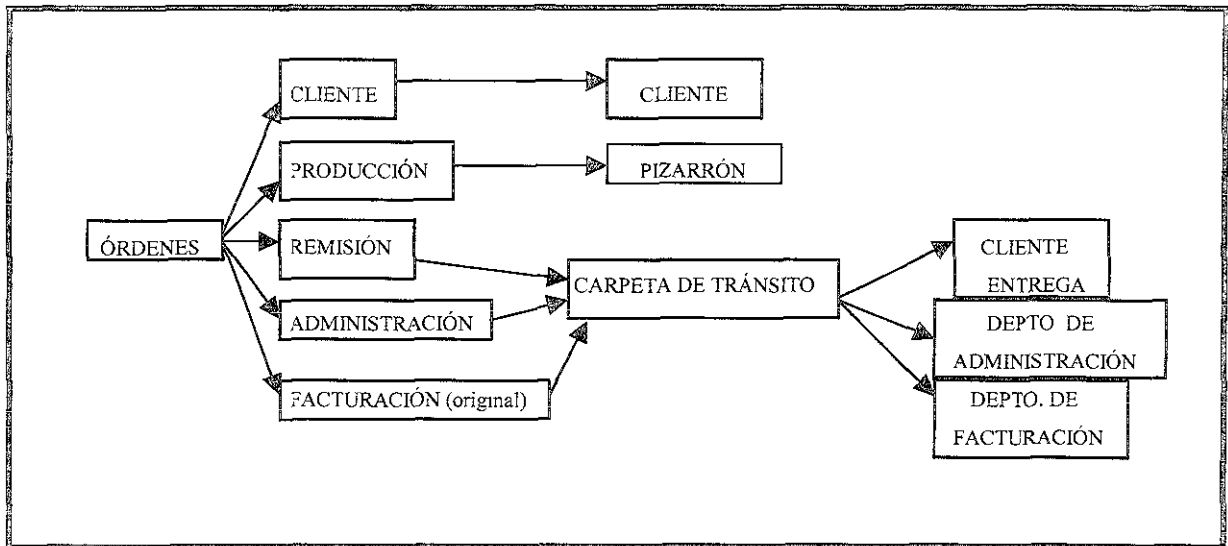 CLIENTE
CLIENTE
PRODUCCIÓN
PIZARRÓN
ÓRDENES
REMISIÓN
CARPETA DE TRÁNSITO
ADMINISTRACIÓN
FACTURACIÓN (original)
CLIENTE
ENTREGA
DEPTO DE
ADMINISTRACIÓN
DEPTO. DE
FACTURACIÓN